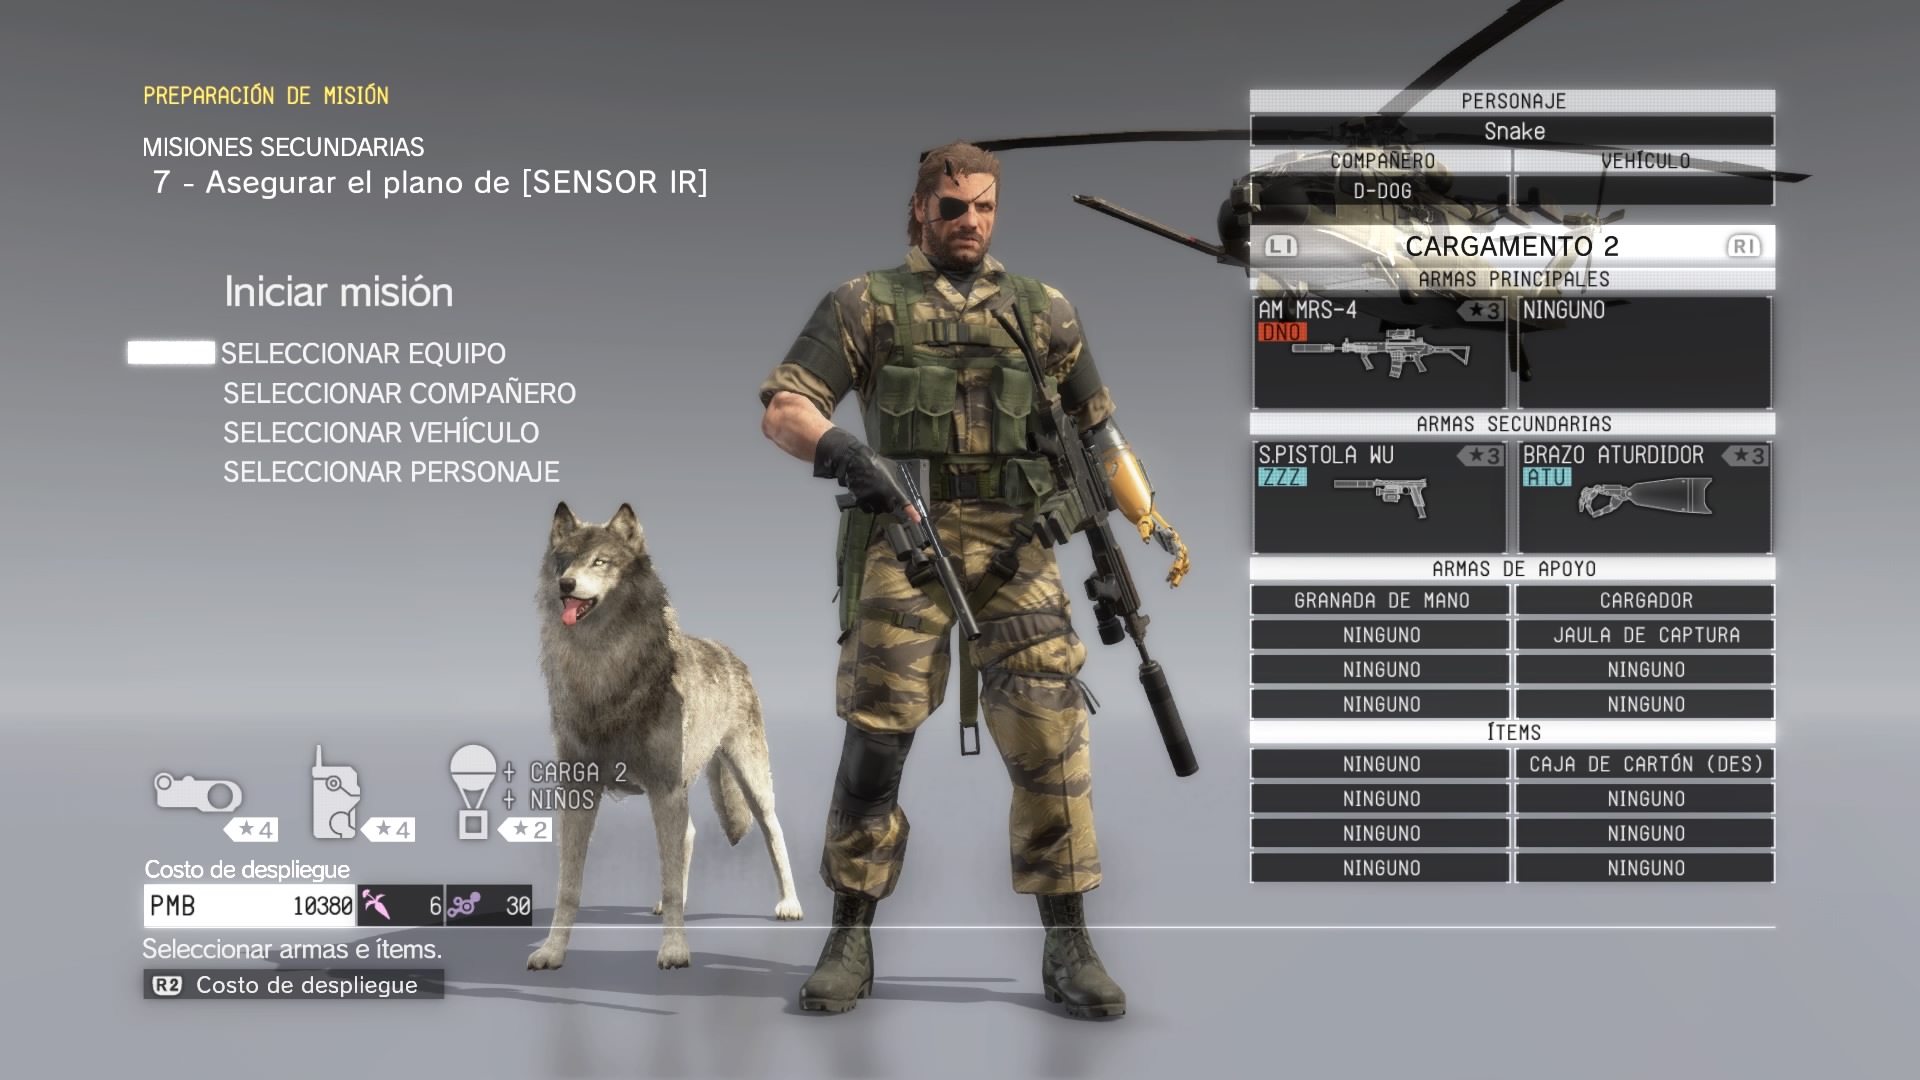 PREPARACIÓN DE MISIÓN
MISIONES SECUNDARIAS
7 - Asegurar el plano de [SENSOR IR]
Iniciar misión
SELECCIONAR EQUIPO
SELECCIONAR COMPAÑERO
SELECCIONAR VEHÍCULO
SELECCIONAR PERSONAJE
+ CARGA 2
+ NIÑOS
★4 ★4 ★2
Costo de despliegue
PMB 10380 6 30
Seleccionar armas e ítems.
R2 Costo de despliegue
PERSONAJE
Snake
COMPAÑERO VEHÍCULO
D-DOG
L1 CARGAMENTO 2 R1
ARMAS PRINCIPALES
AM MRS-4 ★3 NINGUNO
DNO
ARMAS SECUNDARIAS
S.PISTOLA WU ★3 BRAZO ATURDIDOR ★3
ZZZ ATU
ARMAS DE APOYO
GRANADA DE MANO CARGADOR
NINGUNO JAULA DE CAPTURA
NINGUNO NINGUNO
NINGUNO NINGUNO
ÍTEMS
NINGUNO CAJA DE CARTÓN (DES)
NINGUNO NINGUNO
NINGUNO NINGUNO
NINGUNO NINGUNO